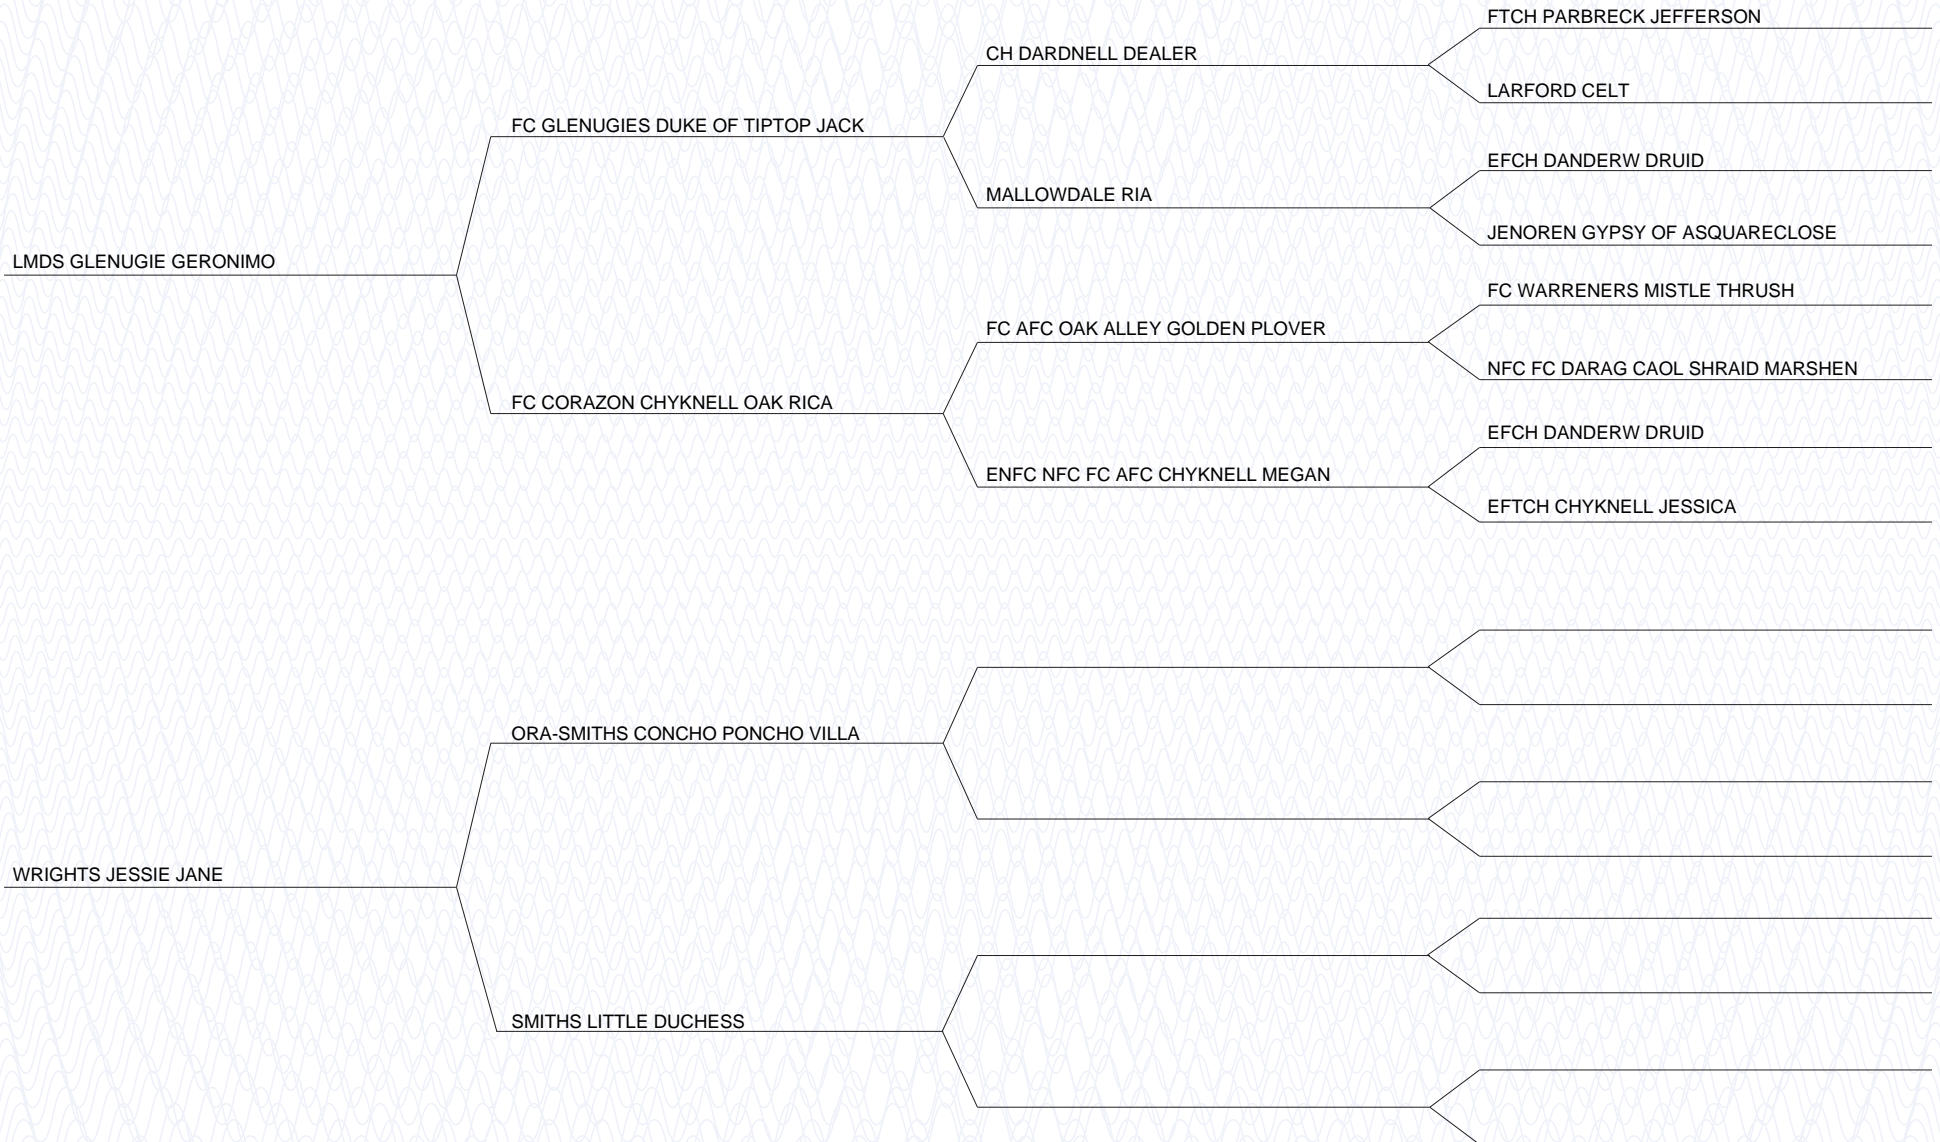 FTCH PARBRECK JEFFERSON
CH DARDNELL DEALER
LARFORD CELT
FC GLENUGIES DUKE OF TIPTOP JACK
EFCH DANDERW DRUID
MALLOWDALE RIA
JENOREN GYPSY OF ASQUARECLOSE
LMDS GLENUGIE GERONIMO
FC WARRENERS MISTLE THRUSH
FC AFC OAK ALLEY GOLDEN PLOVER
NFC FC DARAG CAOL SHRAID MARSHEN
FC CORAZON CHYKNELL OAK RICA
EFCH DANDERW DRUID
ENFC NFC FC AFC CHYKNELL MEGAN
EFTCH CHYKNELL JESSICA
ORA-SMITHS CONCHO PONCHO VILLA
WRIGHTS JESSIE JANE
SMITHS LITTLE DUCHESS